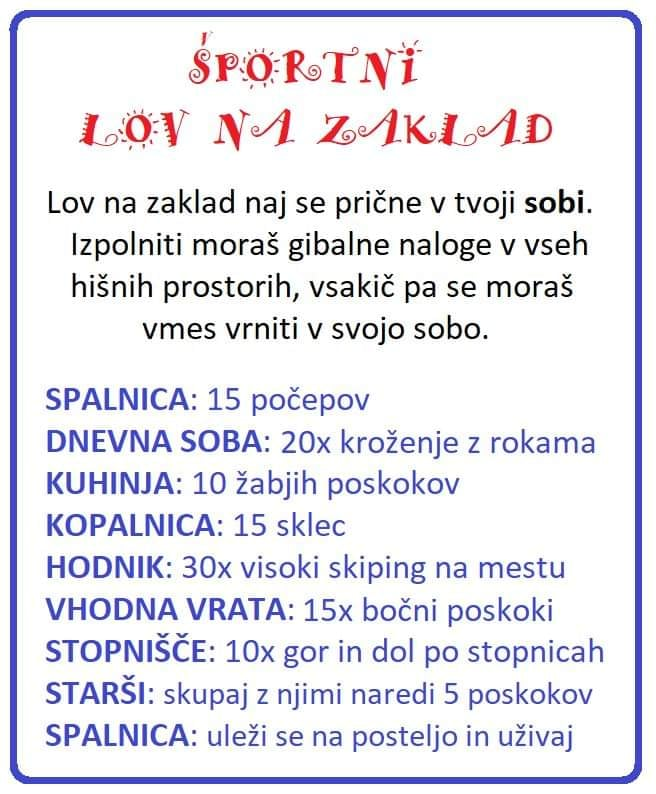 ŠPORTNI
LOV NA ZAKLAD
Lov na zaklad naj se prične v tvoji sobi.
Izpolniti moraš gibalne naloge v vseh
hišnih prostorih, vsakič pa se moraš
vmes vrniti v svojo sobo.
SPALNICA: 15 počepov
DNEVNA SOBA: 20x kroženje z rokama
KUHINJA: 10 žabjih poskokov
KOPALNICA: 15 sklec
HODNIK: 30x visoki skiping na mestu
VHODNA VRATA: 15x bočni poskoki
STOPNIŠČE: 10x gor in dol po stopnicah
STARŠI: skupaj z njimi naredi 5 poskokov
SPALNICA: uleži se na posteljo in uživaj